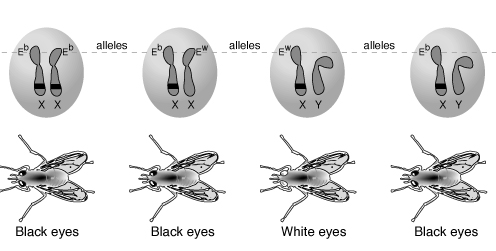 alleles alleles alleles
E^b E^b E^b E^w E^w E^b
X X X X X Y X Y
Black eyes Black eyes White eyes Black eyes